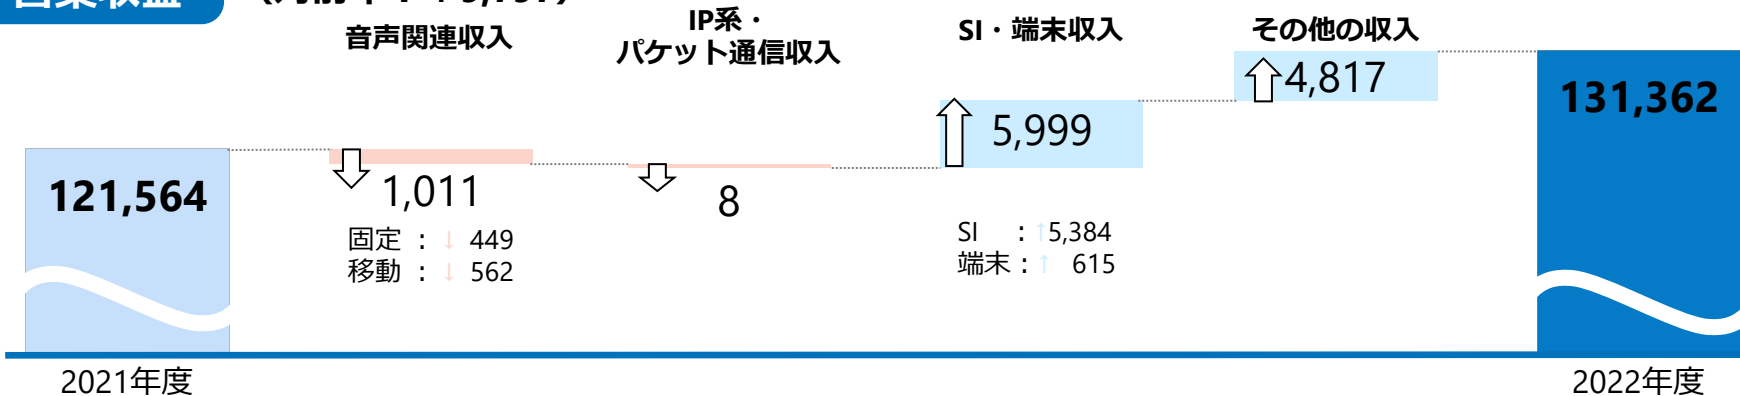 音声関連収入
IP系・
パケット通信収入
SI・端末収入
その他の収入
121,564
↓1,011
固定 : ↓ 449
移動 : ↓ 562
↓8
↑5,999
SI : ↑5,384
端末 : ↑ 615
↑4,817
131,362
2021年度
2022年度